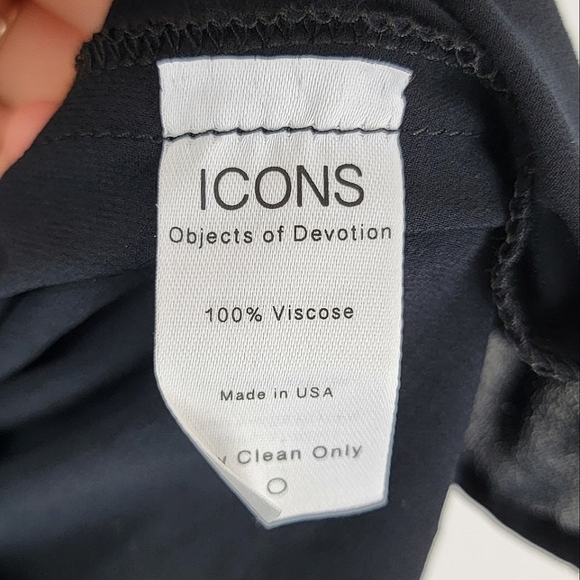 ICONS
Objects of Devotion
100% Viscose
Made in USA
Clean Only